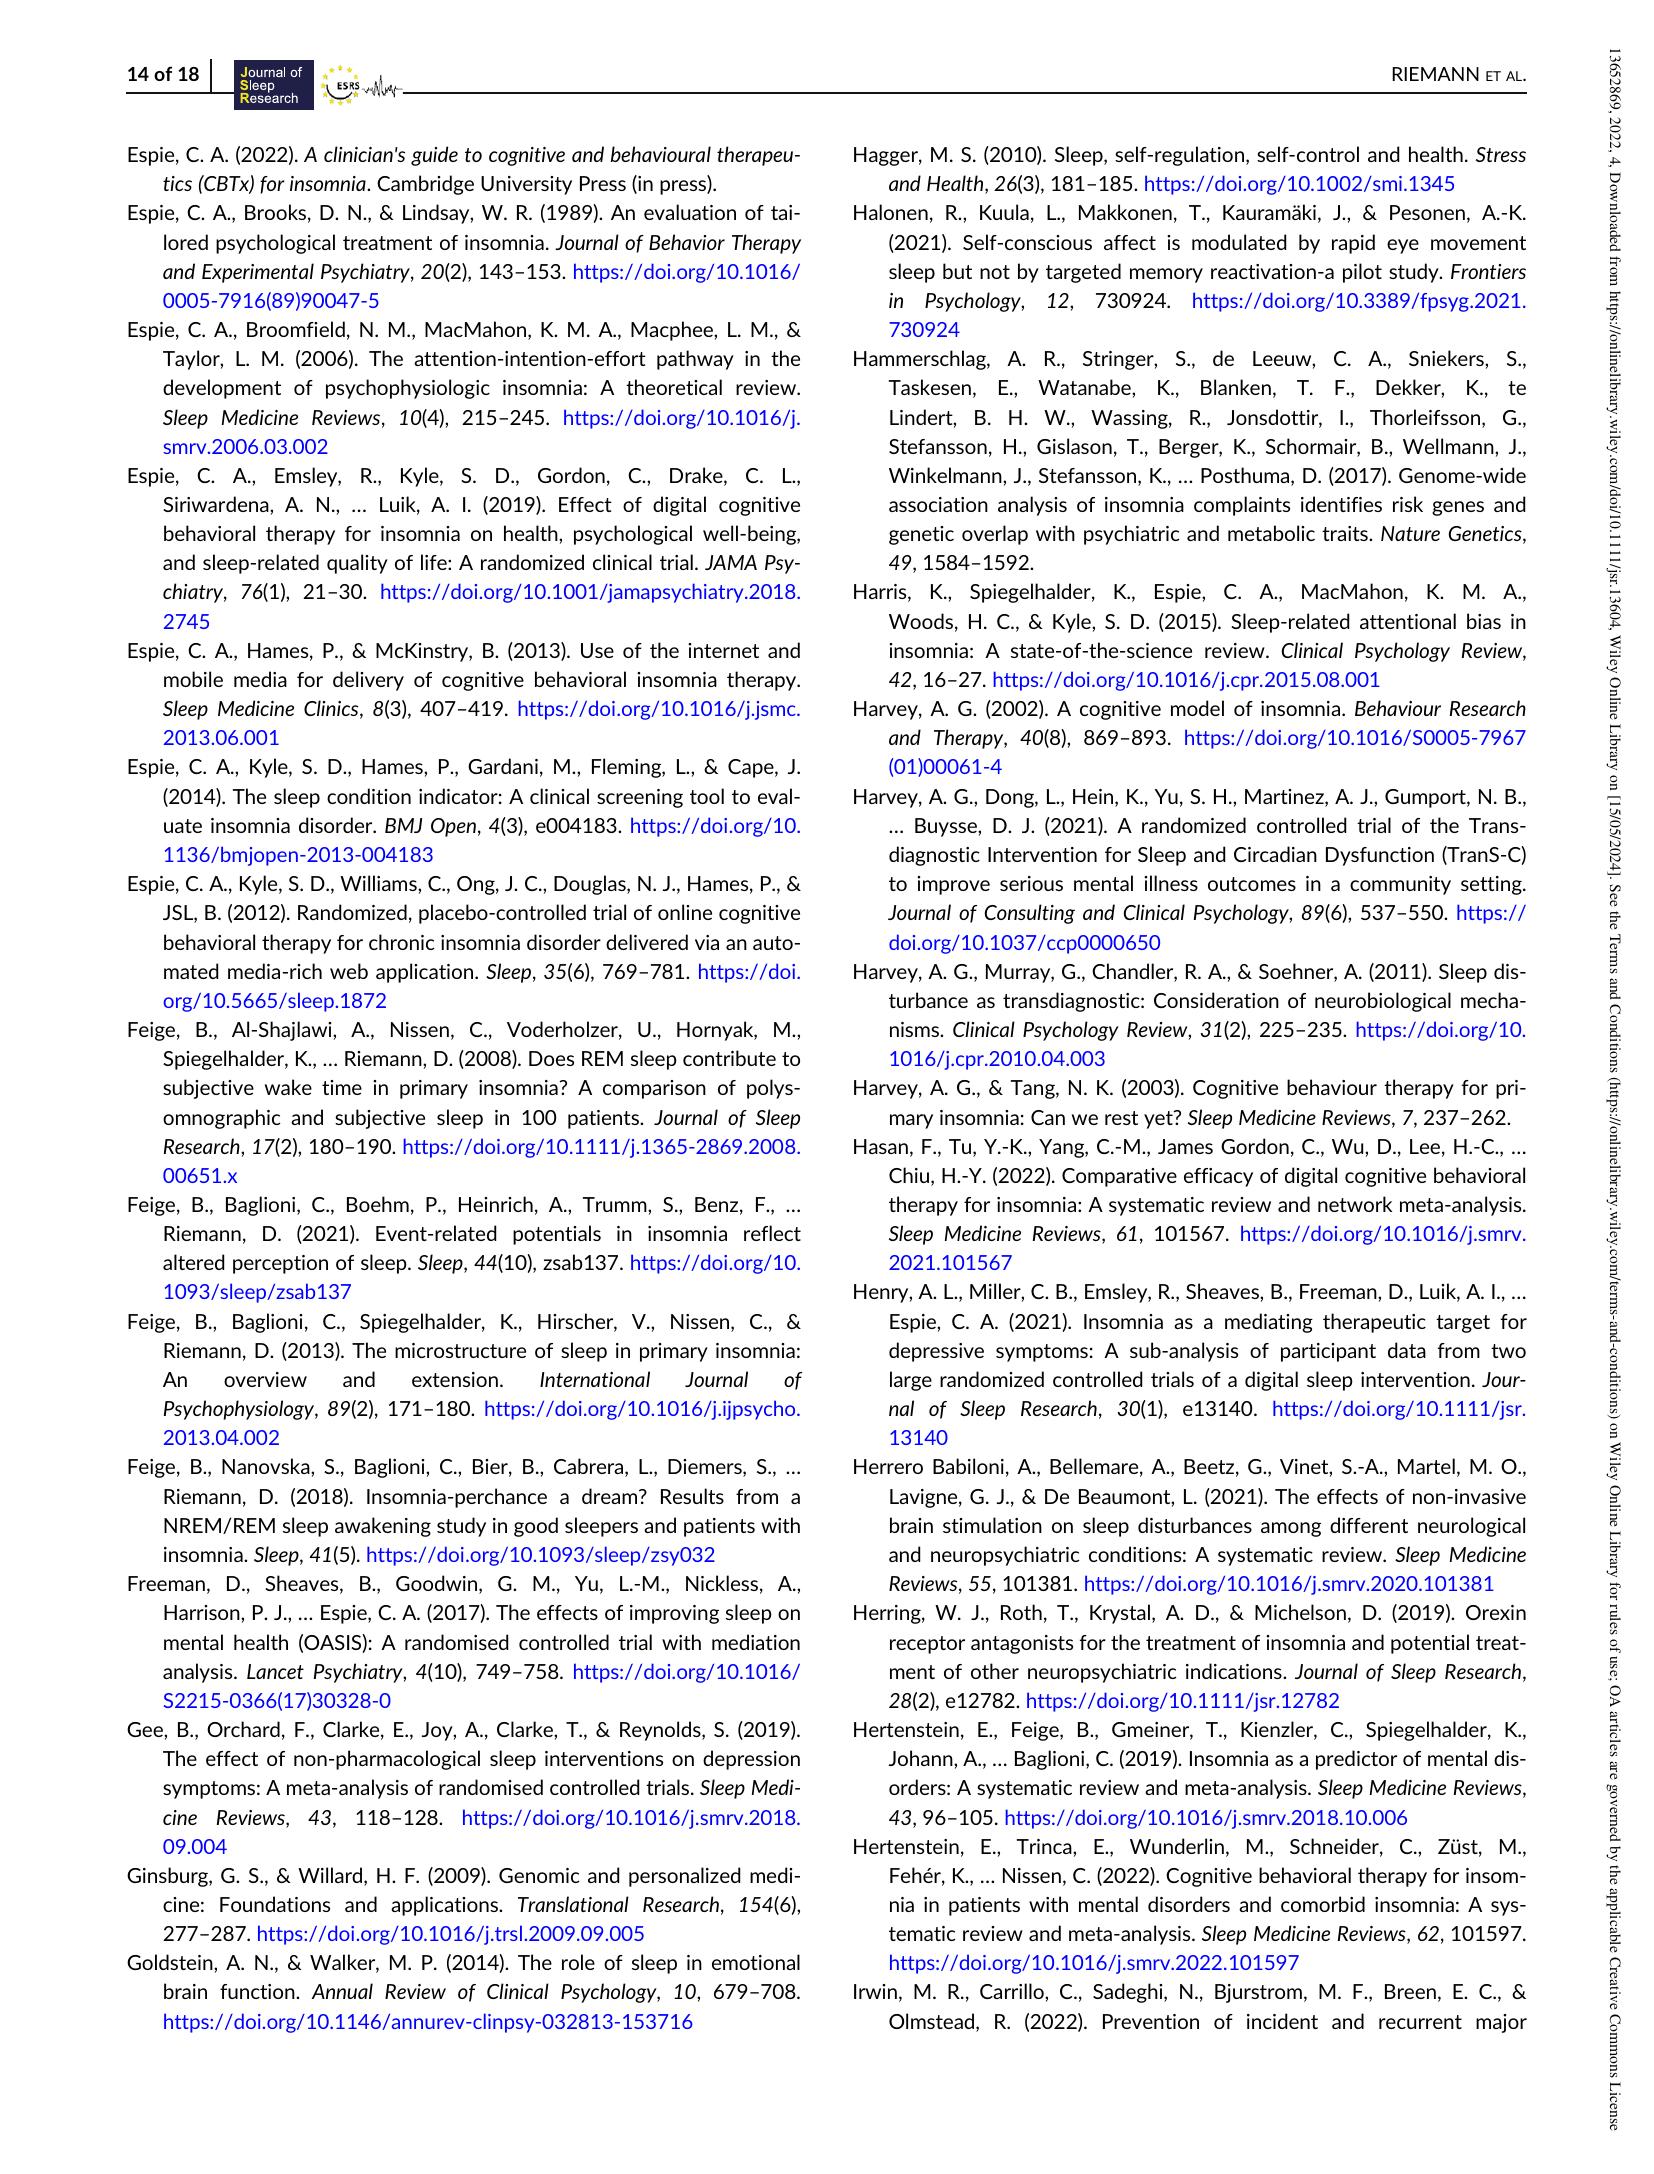 14 of 18
Journal of
Sleep
Research
ESRS
RIEMANN ET AL.
Espie, C. A. (2022). A clinician's guide to cognitive and behavioural therapeu-
tics (CBTx) for insomnia. Cambridge University Press (in press).
Espie, C. A., Brooks, D. N., & Lindsay, W. R. (1989). An evaluation of tai-
lored psychological treatment of insomnia. Journal of Behavior Therapy
and Experimental Psychiatry, 20(2), 143–153. https://doi.org/10.1016/
0005-7916(89)90047-5
Espie, C. A., Broomfield, N. M., MacMahon, K. M. A., Macphee, L. M., &
Taylor, L. M. (2006). The attention-intention-effort pathway in the
development of psychophysiologic insomnia: A theoretical review.
Sleep Medicine Reviews, 10(4), 215–245. https://doi.org/10.1016/j.
smrv.2006.03.002
Espie, C. A., Emsley, R., Kyle, S. D., Gordon, C., Drake, C. L.,
Siriwardena, A. N., … Luik, A. I. (2019). Effect of digital cognitive
behavioral therapy for insomnia on health, psychological well-being,
and sleep-related quality of life: A randomized clinical trial. JAMA Psy-
chiatry, 76(1), 21–30. https://doi.org/10.1001/jamapsychiatry.2018.
2745
Espie, C. A., Hames, P., & McKinstry, B. (2013). Use of the internet and
mobile media for delivery of cognitive behavioral insomnia therapy.
Sleep Medicine Clinics, 8(3), 407–419. https://doi.org/10.1016/j.jsmc.
2013.06.001
Espie, C. A., Kyle, S. D., Hames, P., Gardani, M., Fleming, L., & Cape, J.
(2014). The sleep condition indicator: A clinical screening tool to eval-
uate insomnia disorder. BMJ Open, 4(3), e004183. https://doi.org/10.
1136/bmjopen-2013-004183
Espie, C. A., Kyle, S. D., Williams, C., Ong, J. C., Douglas, N. J., Hames, P., &
JSL, B. (2012). Randomized, placebo-controlled trial of online cognitive
behavioral therapy for chronic insomnia disorder delivered via an auto-
mated media-rich web application. Sleep, 35(6), 769–781. https://doi.
org/10.5665/sleep.1872
Feige, B., Al-Shajlawi, A., Nissen, C., Voderholzer, U., Hornyak, M.,
Spiegelhalder, K., … Riemann, D. (2008). Does REM sleep contribute to
subjective wake time in primary insomnia? A comparison of polys-
omnographic and subjective sleep in 100 patients. Journal of Sleep
Research, 17(2), 180–190. https://doi.org/10.1111/j.1365-2869.2008.
00651.x
Feige, B., Baglioni, C., Boehm, P., Heinrich, A., Trumm, S., Benz, F., …
Riemann, D. (2021). Event-related potentials in insomnia reflect
altered perception of sleep. Sleep, 44(10), zsab137. https://doi.org/10.
1093/sleep/zsab137
Feige, B., Baglioni, C., Spiegelhalder, K., Hirscher, V., Nissen, C., &
Riemann, D. (2013). The microstructure of sleep in primary insomnia:
An overview and extension. International Journal of
Psychophysiology, 89(2), 171–180. https://doi.org/10.1016/j.ijpsycho.
2013.04.002
Feige, B., Nanovska, S., Baglioni, C., Bier, B., Cabrera, L., Diemers, S., …
Riemann, D. (2018). Insomnia-perchance a dream? Results from a
NREM/REM sleep awakening study in good sleepers and patients with
insomnia. Sleep, 41(5). https://doi.org/10.1093/sleep/zsy032
Freeman, D., Sheaves, B., Goodwin, G. M., Yu, L.-M., Nickless, A.,
Harrison, P. J., … Espie, C. A. (2017). The effects of improving sleep on
mental health (OASIS): A randomised controlled trial with mediation
analysis. Lancet Psychiatry, 4(10), 749–758. https://doi.org/10.1016/
S2215-0366(17)30328-0
Gee, B., Orchard, F., Clarke, E., Joy, A., Clarke, T., & Reynolds, S. (2019).
The effect of non-pharmacological sleep interventions on depression
symptoms: A meta-analysis of randomised controlled trials. Sleep Medi-
cine Reviews, 43, 118–128. https://doi.org/10.1016/j.smrv.2018.
09.004
Ginsburg, G. S., & Willard, H. F. (2009). Genomic and personalized medi-
cine: Foundations and applications. Translational Research, 154(6),
277–287. https://doi.org/10.1016/j.trsl.2009.09.005
Goldstein, A. N., & Walker, M. P. (2014). The role of sleep in emotional
brain function. Annual Review of Clinical Psychology, 10, 679–708.
https://doi.org/10.1146/annurev-clinpsy-032813-153716
Hagger, M. S. (2010). Sleep, self-regulation, self-control and health. Stress
and Health, 26(3), 181–185. https://doi.org/10.1002/smi.1345
Halonen, R., Kuula, L., Makkonen, T., Kauramäki, J., & Pesonen, A.-K.
(2021). Self-conscious affect is modulated by rapid eye movement
sleep but not by targeted memory reactivation-a pilot study. Frontiers
in Psychology, 12, 730924. https://doi.org/10.3389/fpsyg.2021.
730924
Hammerschlag, A. R., Stringer, S., de Leeuw, C. A., Sniekers, S.,
Taskesen, E., Watanabe, K., Blanken, T. F., Dekker, K., te
Lindert, B. H. W., Wassing, R., Jonsdottir, I., Thorleifsson, G.,
Stefansson, H., Gislason, T., Berger, K., Schormair, B., Wellmann, J.,
Winkelmann, J., Stefansson, K., … Posthuma, D. (2017). Genome-wide
association analysis of insomnia complaints identifies risk genes and
genetic overlap with psychiatric and metabolic traits. Nature Genetics,
49, 1584–1592.
Harris, K., Spiegelhalder, K., Espie, C. A., MacMahon, K. M. A.,
Woods, H. C., & Kyle, S. D. (2015). Sleep-related attentional bias in
insomnia: A state-of-the-science review. Clinical Psychology Review,
42, 16–27. https://doi.org/10.1016/j.cpr.2015.08.001
Harvey, A. G. (2002). A cognitive model of insomnia. Behaviour Research
and Therapy, 40(8), 869–893. https://doi.org/10.1016/S0005-7967
(01)00061-4
Harvey, A. G., Dong, L., Hein, K., Yu, S. H., Martinez, A. J., Gumport, N. B.,
… Buysse, D. J. (2021). A randomized controlled trial of the Trans-
diagnostic Intervention for Sleep and Circadian Dysfunction (TranS-C)
to improve serious mental illness outcomes in a community setting.
Journal of Consulting and Clinical Psychology, 89(6), 537–550. https://
doi.org/10.1037/ccp0000650
Harvey, A. G., Murray, G., Chandler, R. A., & Soehner, A. (2011). Sleep dis-
turbance as transdiagnostic: Consideration of neurobiological mecha-
nisms. Clinical Psychology Review, 31(2), 225–235. https://doi.org/10.
1016/j.cpr.2010.04.003
Harvey, A. G., & Tang, N. K. (2003). Cognitive behaviour therapy for pri-
mary insomnia: Can we rest yet? Sleep Medicine Reviews, 7, 237–262.
Hasan, F., Tu, Y.-K., Yang, C.-M., James Gordon, C., Wu, D., Lee, H.-C., …
Chiu, H.-Y. (2022). Comparative efficacy of digital cognitive behavioral
therapy for insomnia: A systematic review and network meta-analysis.
Sleep Medicine Reviews, 61, 101567. https://doi.org/10.1016/j.smrv.
2021.101567
Henry, A. L., Miller, C. B., Emsley, R., Sheaves, B., Freeman, D., Luik, A. I., …
Espie, C. A. (2021). Insomnia as a mediating therapeutic target for
depressive symptoms: A sub-analysis of participant data from two
large randomized controlled trials of a digital sleep intervention. Jour-
nal of Sleep Research, 30(1), e13140. https://doi.org/10.1111/jsr.
13140
Herrero Babiloni, A., Bellemare, A., Beetz, G., Vinet, S.-A., Martel, M. O.,
Lavigne, G. J., & De Beaumont, L. (2021). The effects of non-invasive
brain stimulation on sleep disturbances among different neurological
and neuropsychiatric conditions: A systematic review. Sleep Medicine
Reviews, 55, 101381. https://doi.org/10.1016/j.smrv.2020.101381
Herring, W. J., Roth, T., Krystal, A. D., & Michelson, D. (2019). Orexin
receptor antagonists for the treatment of insomnia and potential treat-
ment of other neuropsychiatric indications. Journal of Sleep Research,
28(2), e12782. https://doi.org/10.1111/jsr.12782
Hertenstein, E., Feige, B., Gmeiner, T., Kienzler, C., Spiegelhalder, K.,
Johann, A., … Baglioni, C. (2019). Insomnia as a predictor of mental dis-
orders: A systematic review and meta-analysis. Sleep Medicine Reviews,
43, 96–105. https://doi.org/10.1016/j.smrv.2018.10.006
Hertenstein, E., Trinca, E., Wunderlin, M., Schneider, C., Züst, M.,
Fehér, K., … Nissen, C. (2022). Cognitive behavioral therapy for insom-
nia in patients with mental disorders and comorbid insomnia: A sys-
tematic review and meta-analysis. Sleep Medicine Reviews, 62, 101597.
https://doi.org/10.1016/j.smrv.2022.101597
Irwin, M. R., Carrillo, C., Sadeghi, N., Bjurstrom, M. F., Breen, E. C., &
Olmstead, R. (2022). Prevention of incident and recurrent major
13652869, 2022, 4, Downloaded from https://onlinelibrary.wiley.com/doi/10.1111/jsr.13604, Wiley Online Library on [15/05/2024]. See the Terms and Conditions (https://onlinelibrary.wiley.com/terms-and-conditions) on Wiley Online Library for rules of use; OA articles are governed by the applicable Creative Commons License